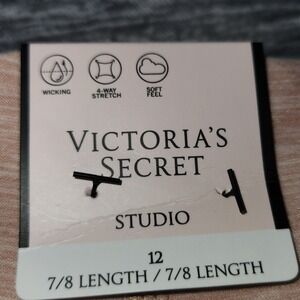 WICKING
4-WAY
STRETCH
SOFT
FEEL
VICTORIA'S
SECRET
STUDIO
12
7/8 LENGTH / 7/8 LENGTH